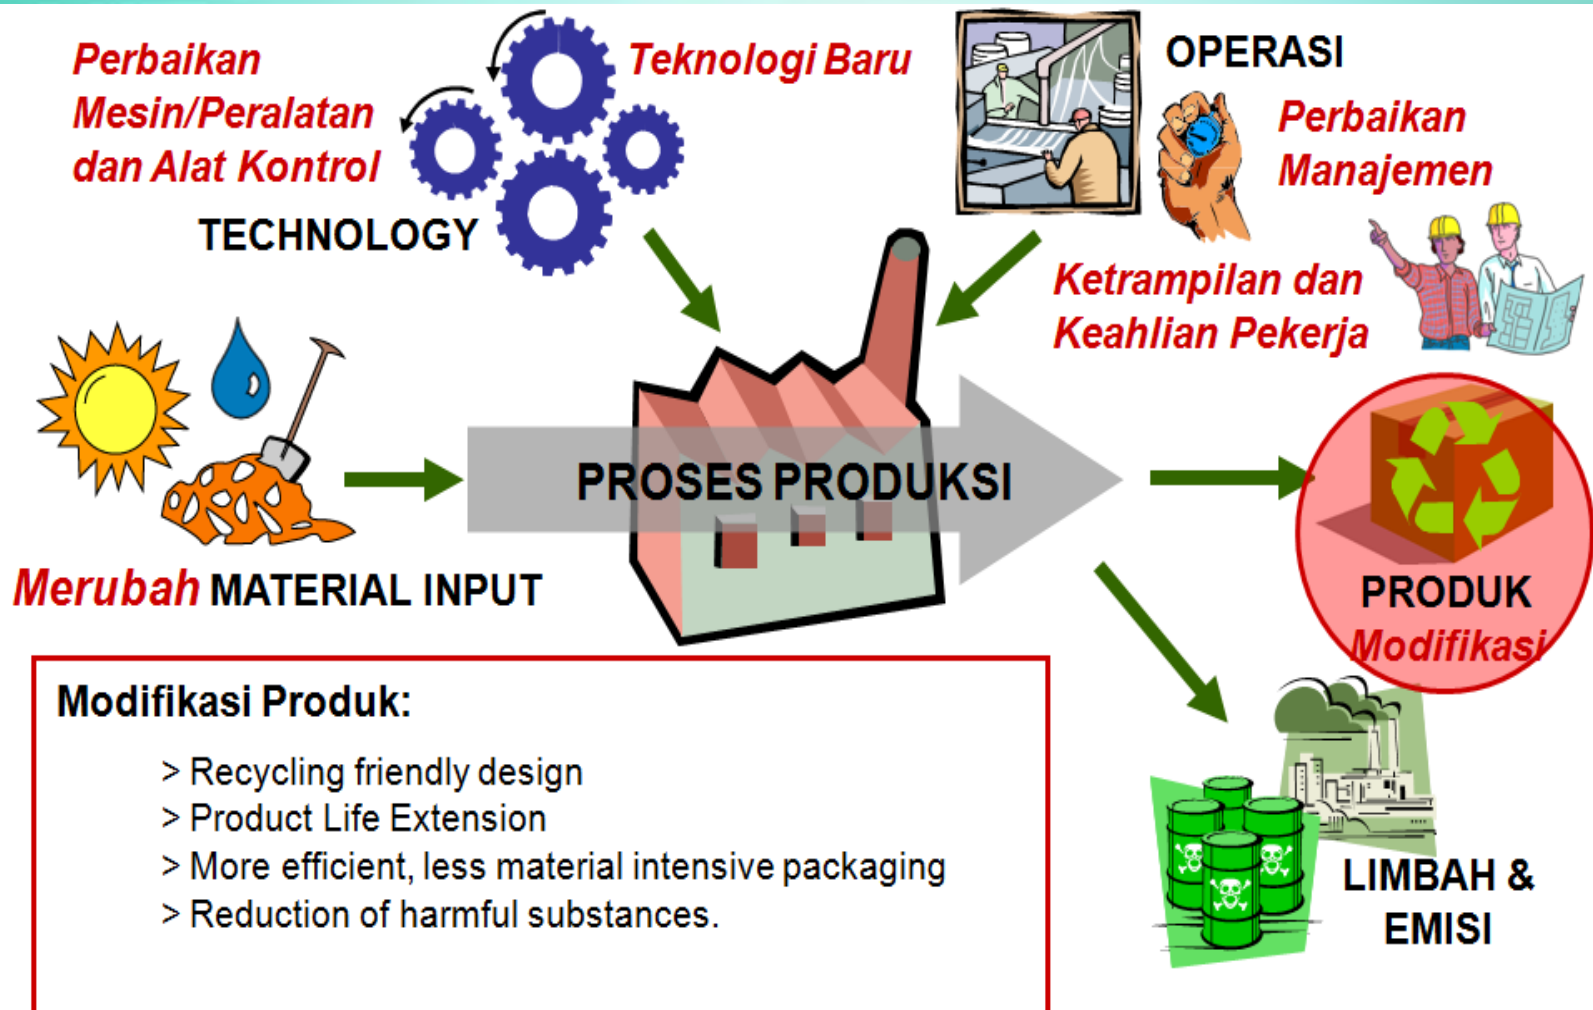 Perbaikan
Mesin/Peralatan
dan Alat Kontrol
Teknologi Baru
TECHNOLOGY
OPERASI
Perbaikan
Manajemen
Ketrampilan dan
Keahlian Pekerja
Merubah MATERIAL INPUT
PROSES PRODUKSI
PRODUK
Modifikasi
LIMBAH &
EMISI
Modifikasi Produk:
> Recycling friendly design
> Product Life Extension
> More efficient, less material intensive packaging
> Reduction of harmful substances.